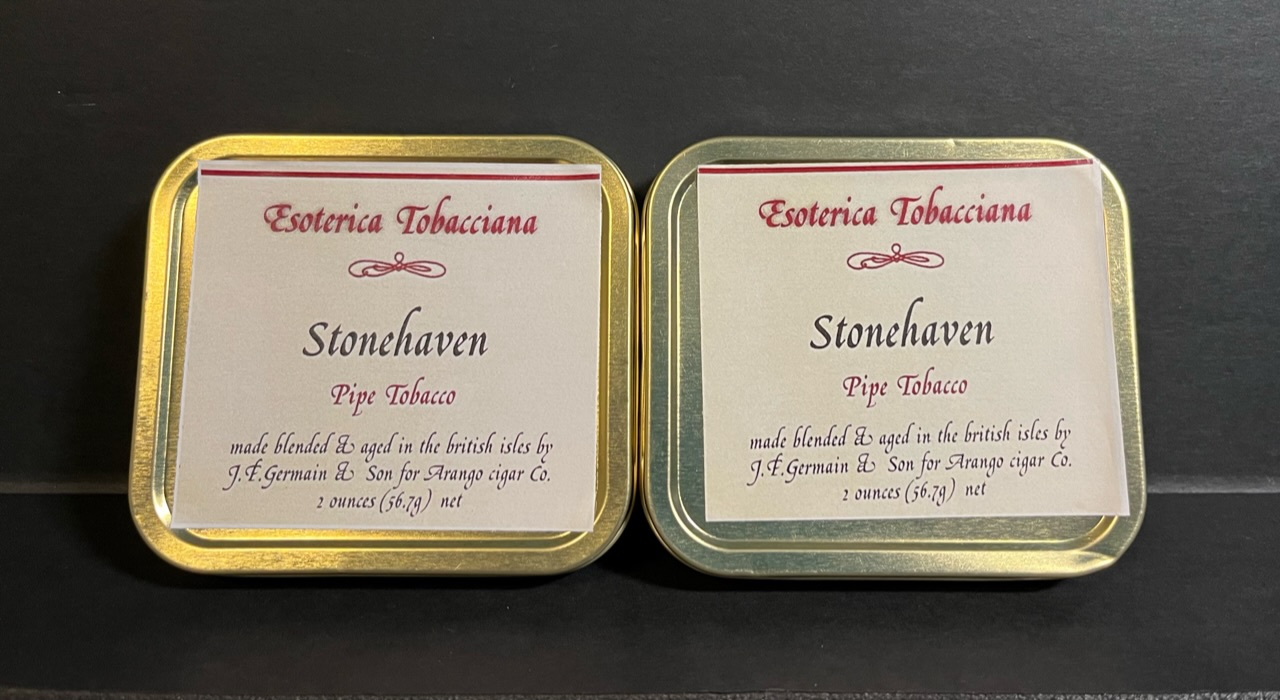 Esoterica Tobacciana
Stonehaven
Pipe Tobacco
made blended & aged in the british isles by
J.F.Germain & Son for Arango cigar Co.
2 ounces (56.7g) net
Esoterica Tobacciana
Stonehaven
Pipe Tobacco
made blended & aged in the british isles by
J.F.Germain & Son for Arango cigar Co.
2 ounces (56.7g) net